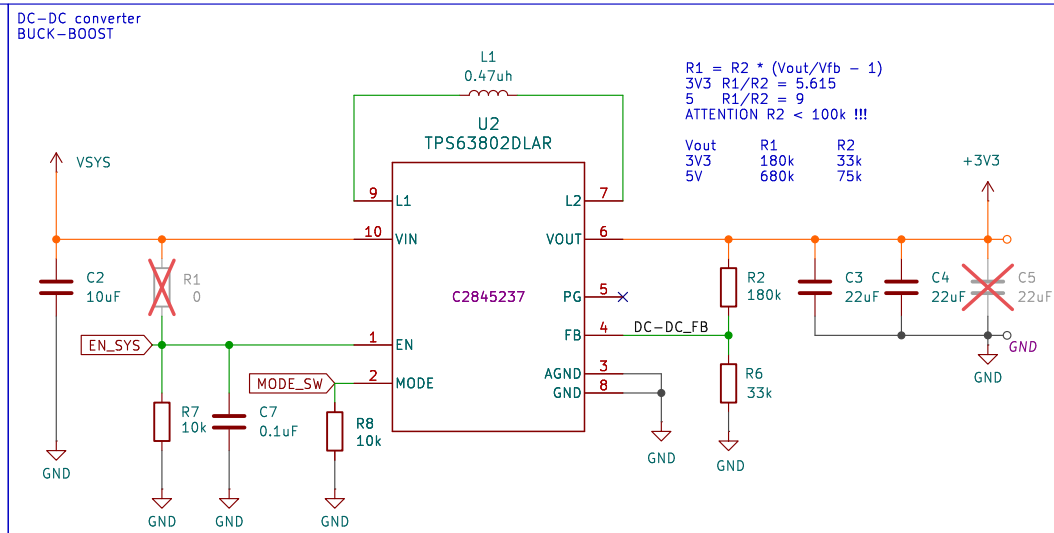 DC-DC converter
BUCK-BOOST
L1
0.47uh
R1 = R2 * (Vout/Vfb - 1)
3V3 R1/R2 = 5.615
5 R1/R2 = 9
ATTENTION R2 < 100k !!!
Vout R1 R2
3V3 180k 33k
5V 680k 75k
U2
TPS63802DLAR
VSYS
+3V3
9 L1
L2 7
10 VIN
VOUT 6
C2
10uF
R1
0
C2845237
PG 5
R2
180k
C3
22uF
C4
22uF
C5
22uF
EN_SYS
1 EN
FB 4
DC-DC_FB
GND
MODE_SW
2 MODE
AGND 3
GND 8
R6
33k
GND
R7
10k
C7
0.1uF
R8
10k
GND
GND
GND
GND
GND
GND